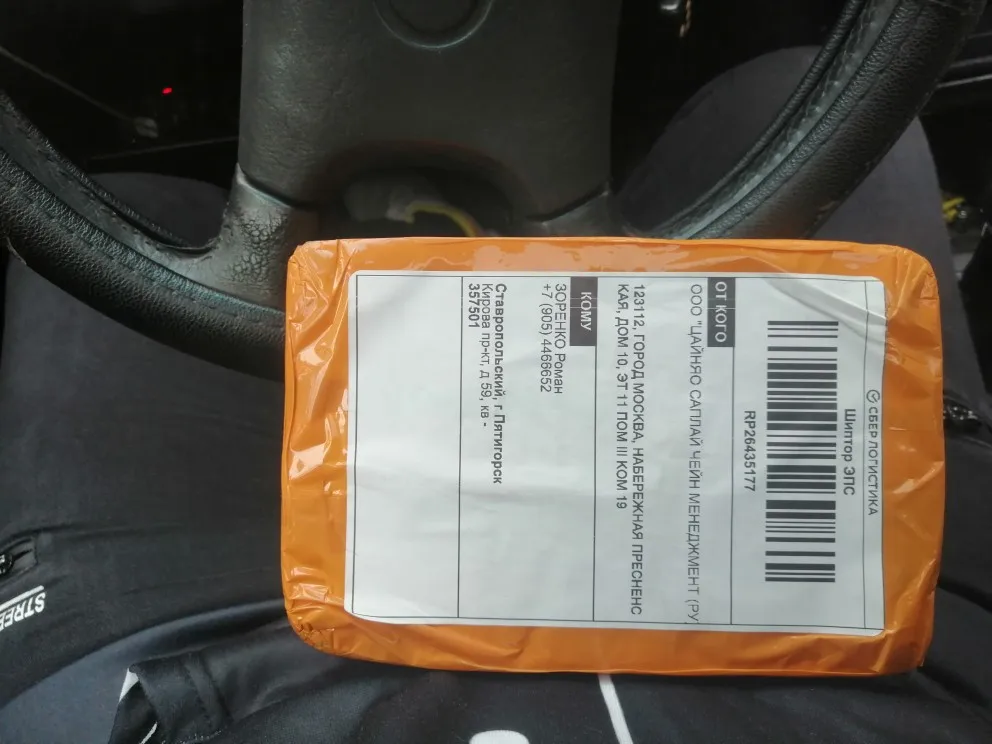 СБЕР ЛОГИСТИКА
Шиптор ЭПС
RP26435177
ОТ КОГО
ООО "ЦАЙНЯО САПЛАЙ ЧЕЙН МЕНЕДЖМЕНТ (РУ
123112, ГОРОД МОСКВА, НАБЕРЕЖНАЯ ПРЕСНЕНС
КАЯ, ДОМ 10, ЭТ 11 ПОМ III КОМ 19
КОМУ
ЗОРЕНКО Роман
+7 (905) 4466652
Ставропольский, г.Пятигорск
Кирова пр-кт, д 59, кв -
357501
STREE